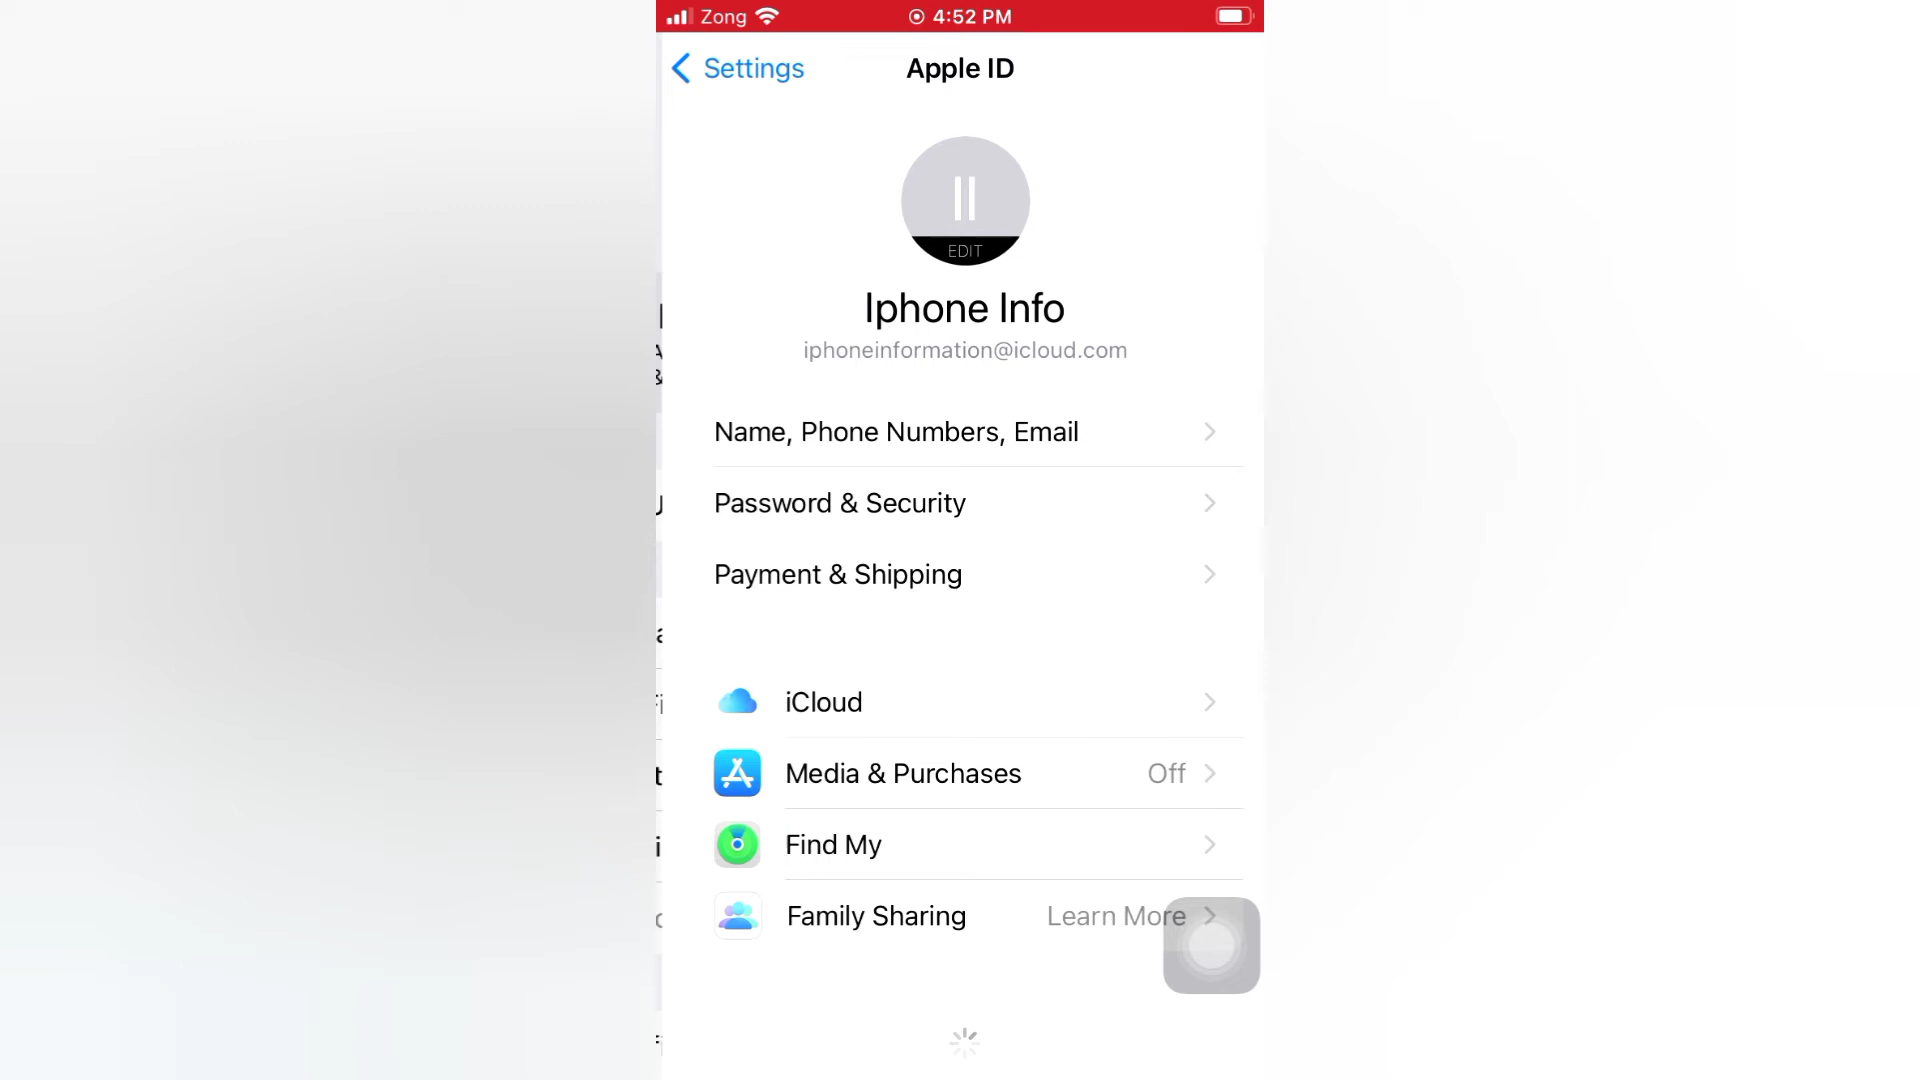 Zong 4:52 PM
Settings Apple ID
II
EDIT
Iphone Info
iphoneinformation@icloud.com
Name, Phone Numbers, Email
Password & Security
Payment & Shipping
iCloud
Media & Purchases Off
Find My
Family Sharing Learn More